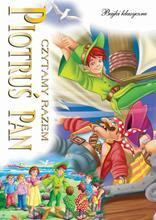 Bajki klasyczne
CZYTAMY RAZEM
PIOTRUŚ PAN